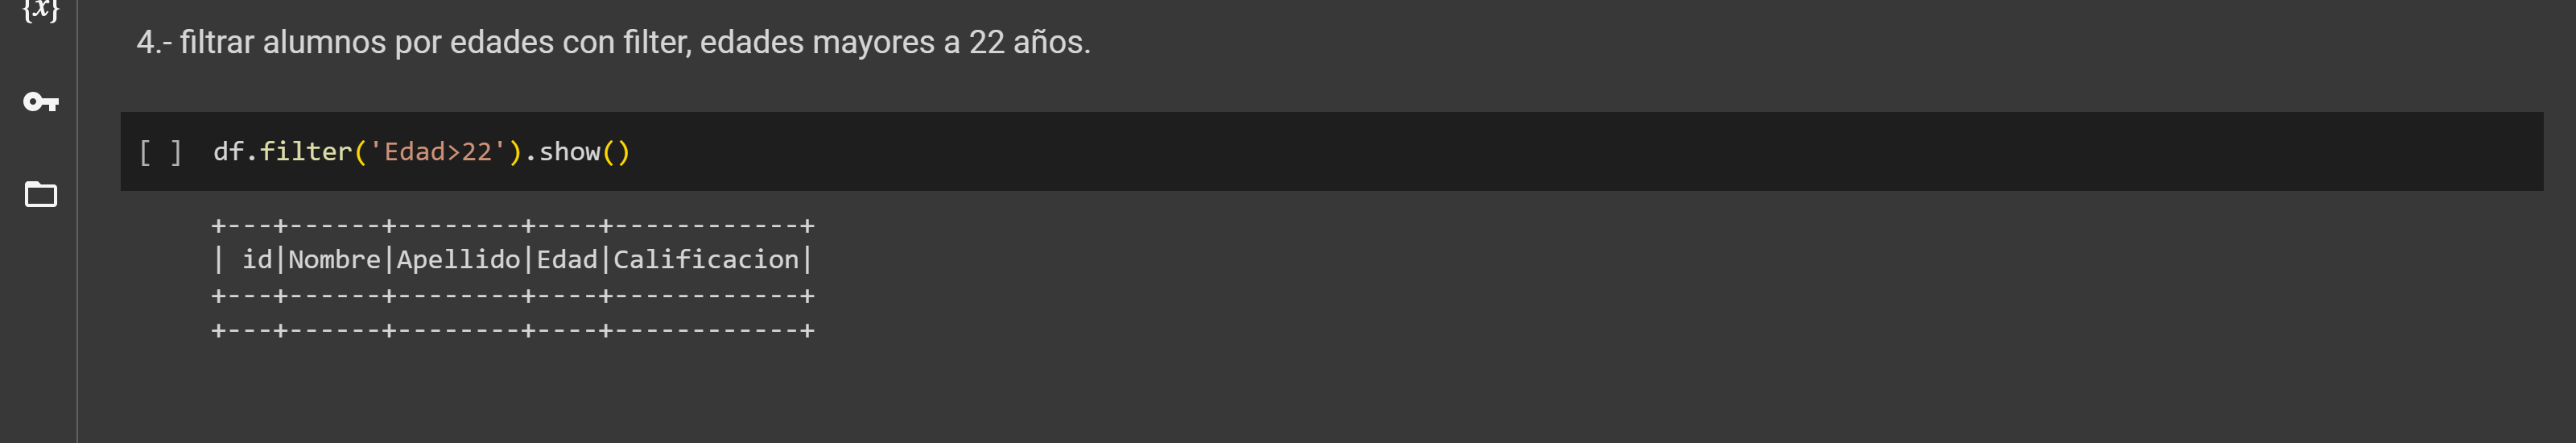 {x}
4.- filtrar alumnos por edades con filter, edades mayores a 22 años.
[ ] df.filter('Edad>22').show()
+---+------+--------+----+------------+
| id|Nombre|Apellido|Edad|Calificacion|
+---+------+--------+----+------------+
+---+------+--------+----+------------+